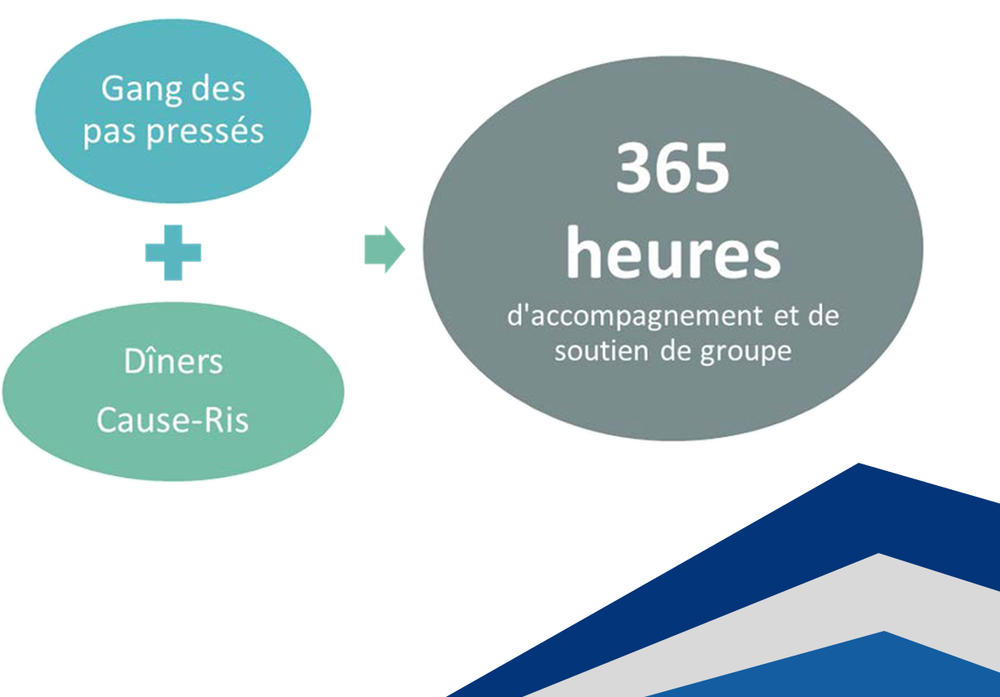 Gang des
pas pressés
Dîners
Cause-Ris
365
heures
d'accompagnement et de
soutien de groupe